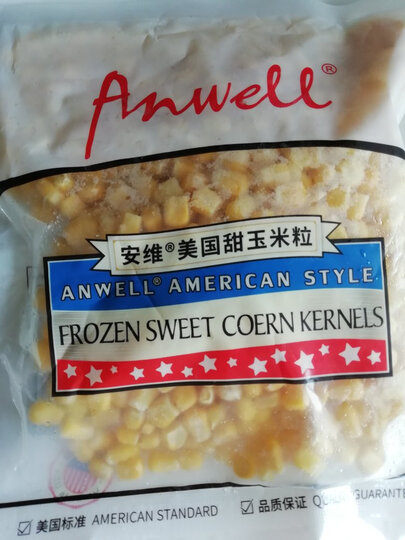 Anwell®
安维®美国甜玉米粒
ANWELL® AMERICAN STYLE
FROZEN SWEET COERN KERNELS
☑美国标准 AMERICAN STANDARD ☑品质保证 GUARANTE